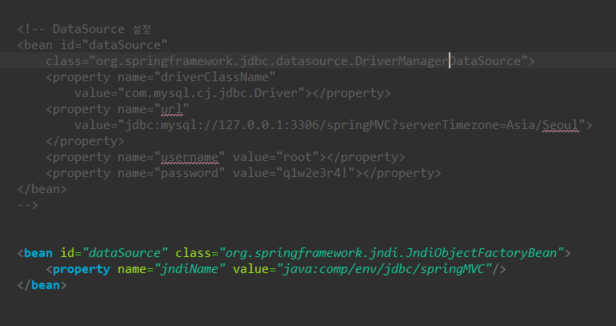 <!-- DataSource 설정
<bean id="dataSource"
class="org.springframework.jdbc.datasource.DriverManagerDataSource">
<property name="driverClassName"
value="com.mysql.cj.jdbc.Driver"></property>
<property name="url"
value="jdbc:mysql://127.0.0.1:3306/springMVC?serverTimezone=Asia/Seoul">
</property>
<property name="username" value="root"></property>
<property name="password" value="q1w2e3r4!"></property>
</bean>
-->
<bean id="dataSource" class="org.springframework.jndi.JndiObjectFactoryBean">
<property name="jndiName" value="java:comp/env/jdbc/springMVC"/>
</bean>